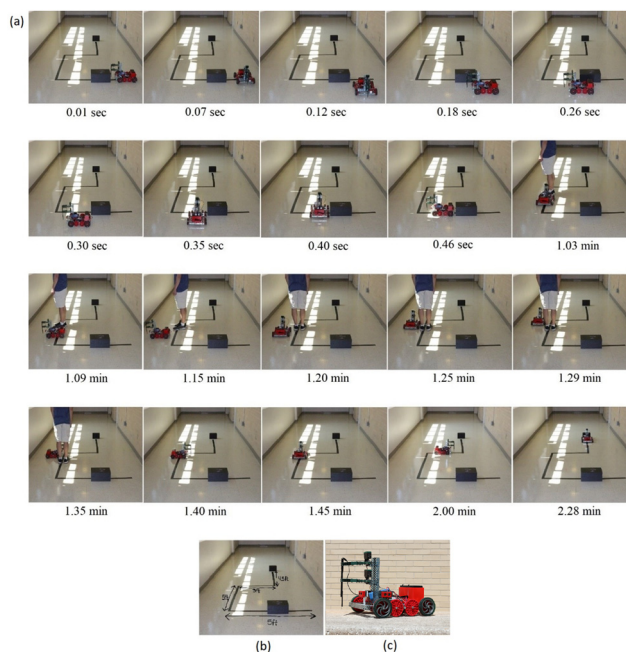 (a)
0.01 sec 0.07 sec 0.12 sec 0.18 sec 0.26 sec
0.30 sec 0.35 sec 0.40 sec 0.46 sec 1.03 min
1.09 min 1.15 min 1.20 min 1.25 min 1.29 min
1.35 min 1.40 min 1.45 min 2.00 min 2.28 min
5ft
(b) (c)